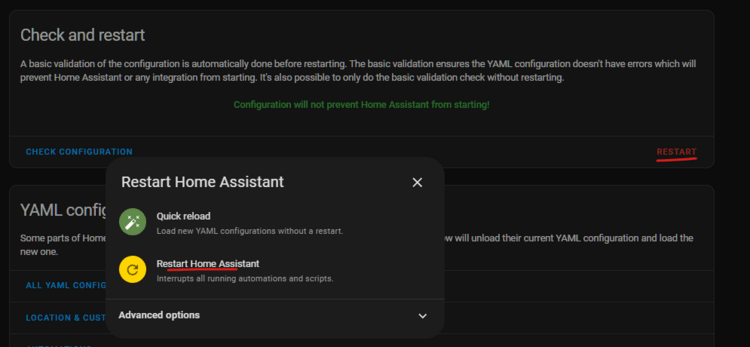 Check and restart
A basic validation of the configuration is automatically done before restarting. The basic validation ensures the YAML configuration doesn't have errors which will
prevent Home Assistant or any integration from starting. It's also possible to only do the basic validation check without restarting.
Configuration will not prevent Home Assistant from starting!
CHECK CONFIGURATION
RESTART
Restart Home Assistant
Quick reload
Load new YAML configurations without a restart.
Restart Home Assistant
Interrupts all running automations and scripts.
Advanced options
YAML config
Some parts of Home
ow will unload their current YAML configuration and load the
new one.
ALL YAML CONFIG
LOCATION & CUST